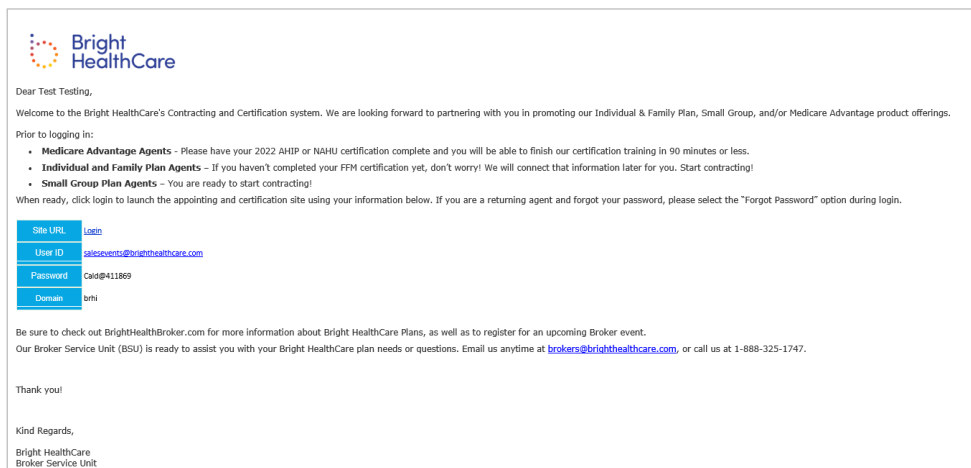 Bright
HealthCare
Dear Test Testing,
Welcome to the Bright HealthCare's Contracting and Certification system. We are looking forward to partnering with you in promoting our Individual & Family Plan, Small Group, and/or Medicare Advantage product offerings.
Prior to logging in:
• Medicare Advantage Agents - Please have your 2022 AHIP or NAHU certification complete and you will be able to finish our certification training in 90 minutes or less.
• Individual and Family Plan Agents – If you haven't completed your FFM certification yet, don't worry! We will connect that information later for you. Start contracting!
• Small Group Plan Agents – You are ready to start contracting!
When ready, click login to launch the appointing and certification site using your information below. If you are a returning agent and forgot your password, please select the "Forgot Password" option during login.
Site URL Login
User ID salesevents@brighthealthcare.com
Password Cald@411869
Domain brhi
Be sure to check out BrightHealthBroker.com for more information about Bright HealthCare Plans, as well as to register for an upcoming Broker event.
Our Broker Service Unit (BSU) is ready to assist you with your Bright HealthCare plan needs or questions. Email us anytime at brokers@brighthealthcare.com, or call us at 1-888-325-1747.
Thank you!
Kind Regards,
Bright HealthCare
Broker Service Unit